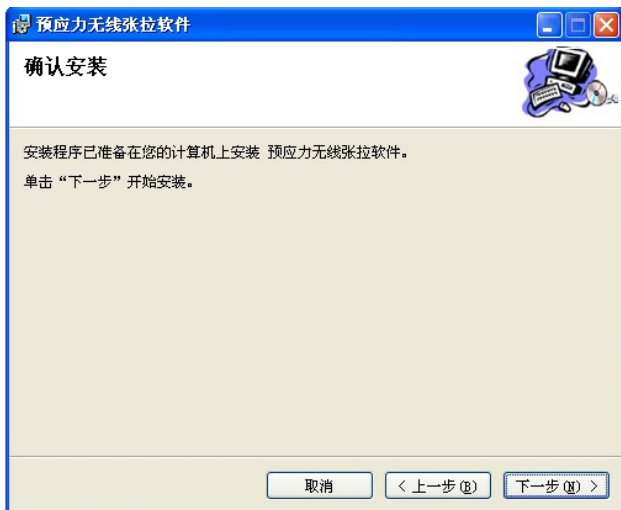 预应力无线张拉软件
确认安装
安装程序已准备在您的计算机上安装 预应力无线张拉软件。
单击“下一步”开始安装。
取消
< 上一步(B)
下一步(N) >